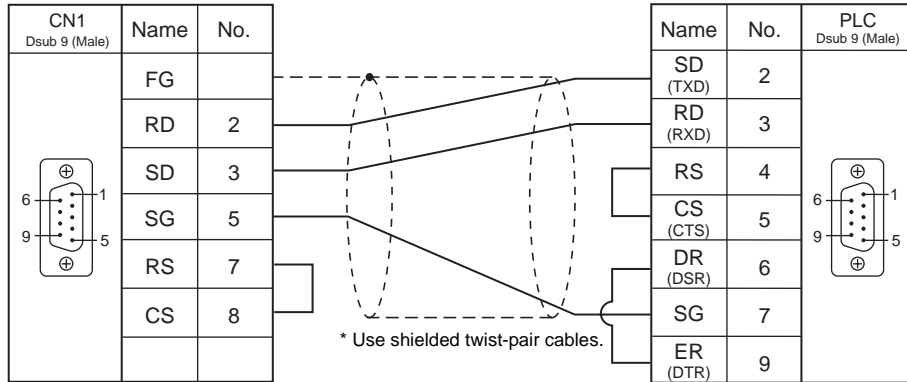 CN1
Dsub 9 (Male)
Name No.
FG
RD 2
SD 3
SG 5
RS 7
CS 8
6
9
1
5
* Use shielded twist-pair cables.
Name No.
PLC
Dsub 9 (Male)
SD
(TXD) 2
RD
(RXD) 3
RS 4
CS
(CTS) 5
DR
(DSR) 6
SG 7
ER
(DTR) 9
6
9
1
5